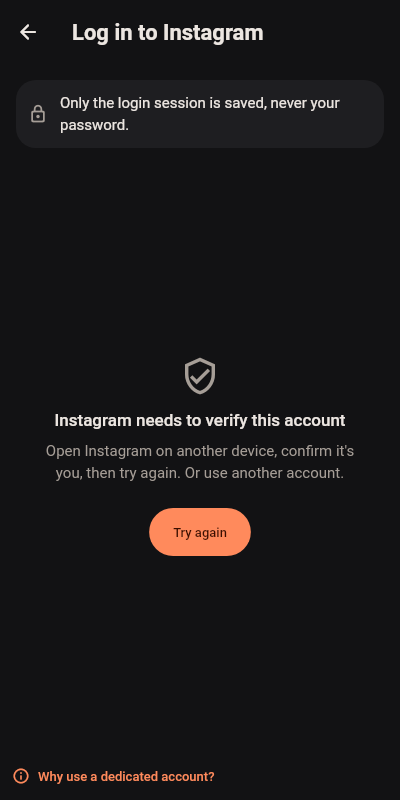 Log in to Instagram
Only the login session is saved, never your
password.
Instagram needs to verify this account
Open Instagram on another device, confirm it's
you, then try again. Or use another account.
Try again
Why use a dedicated account?